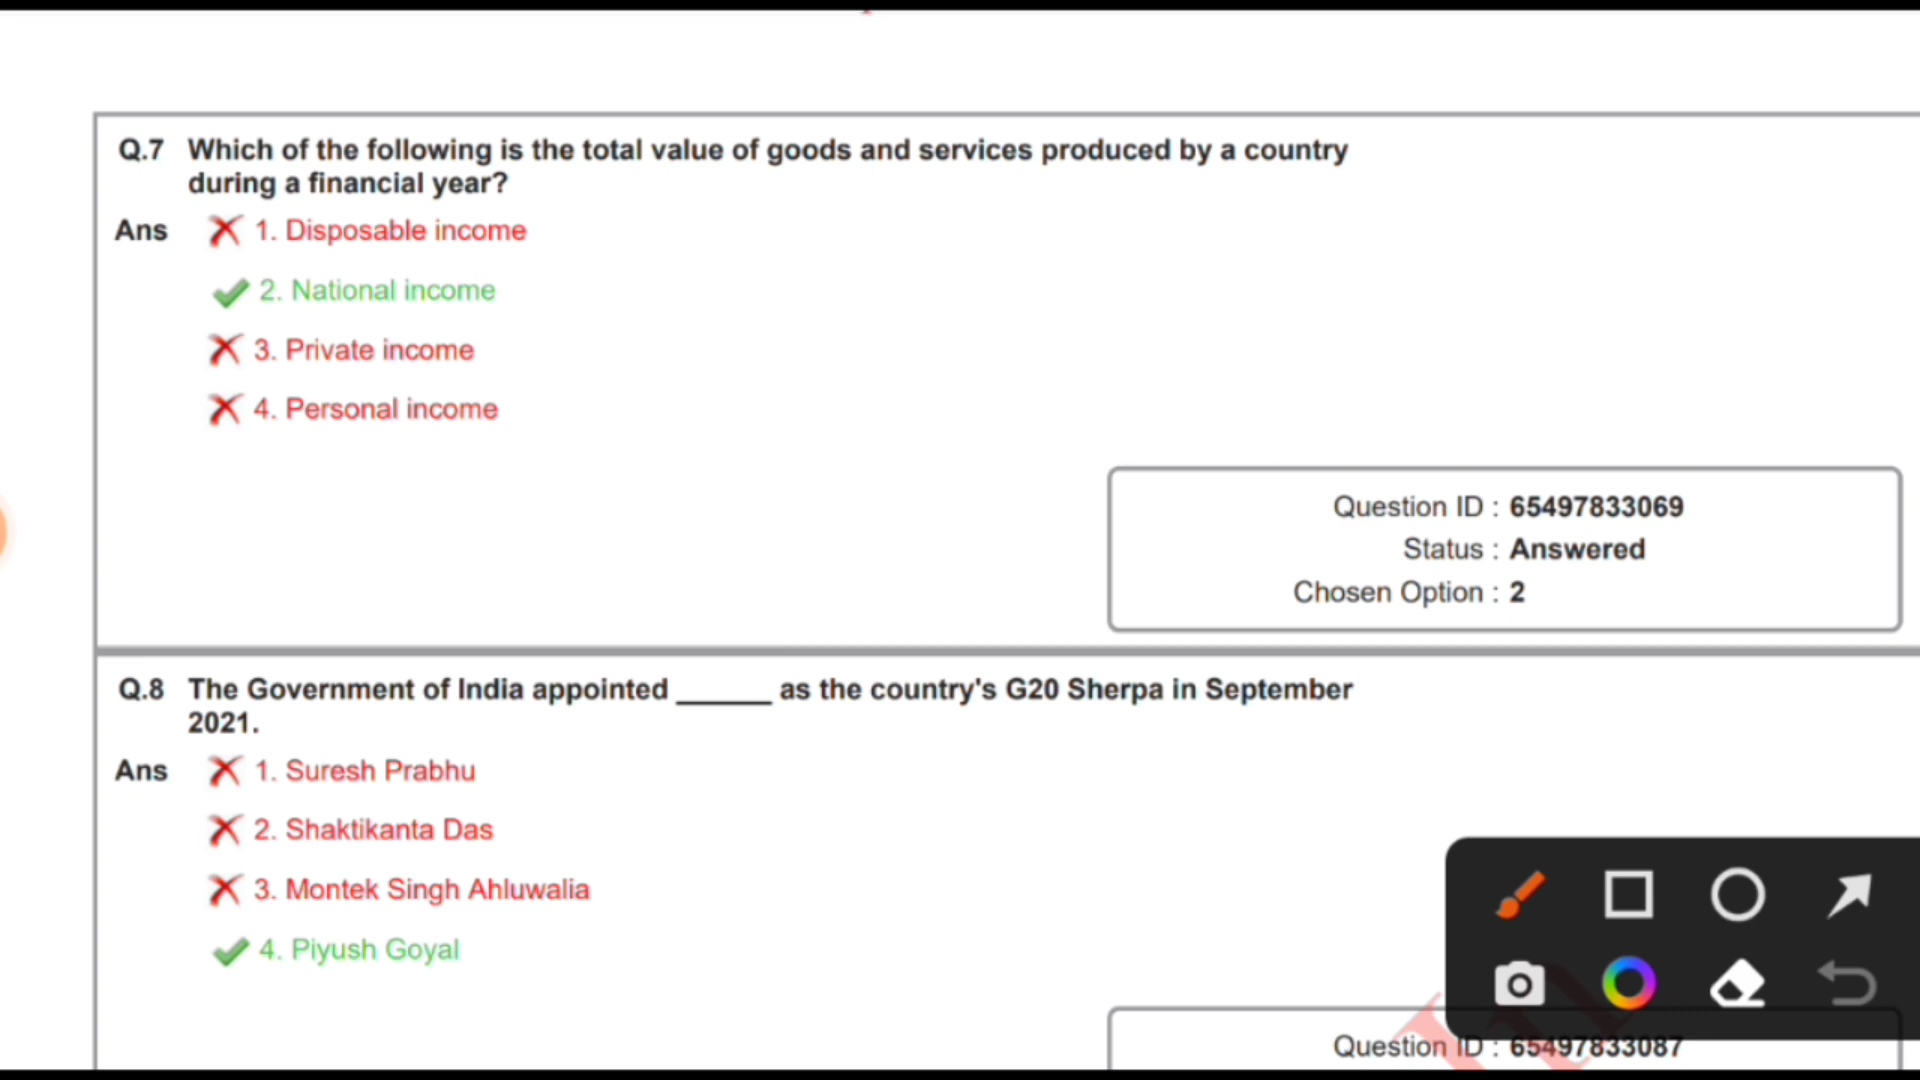 Q.7 Which of the following is the total value of goods and services produced by a country
during a financial year?
Ans 1. Disposable income
2. National income
3. Private income
4. Personal income
Question ID : 65497833069
Status : Answered
Chosen Option : 2
Q.8 The Government of India appointed ______ as the country's G20 Sherpa in September
2021.
Ans 1. Suresh Prabhu
2. Shaktikanta Das
3. Montek Singh Ahluwalia
4. Piyush Goyal
Question ID : 65497833087